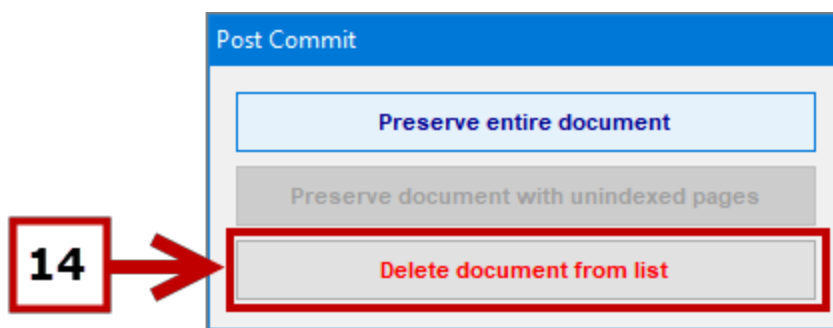 Post Commit
Preserve entire document
Preserve document with unindexed pages
14
Delete document from list